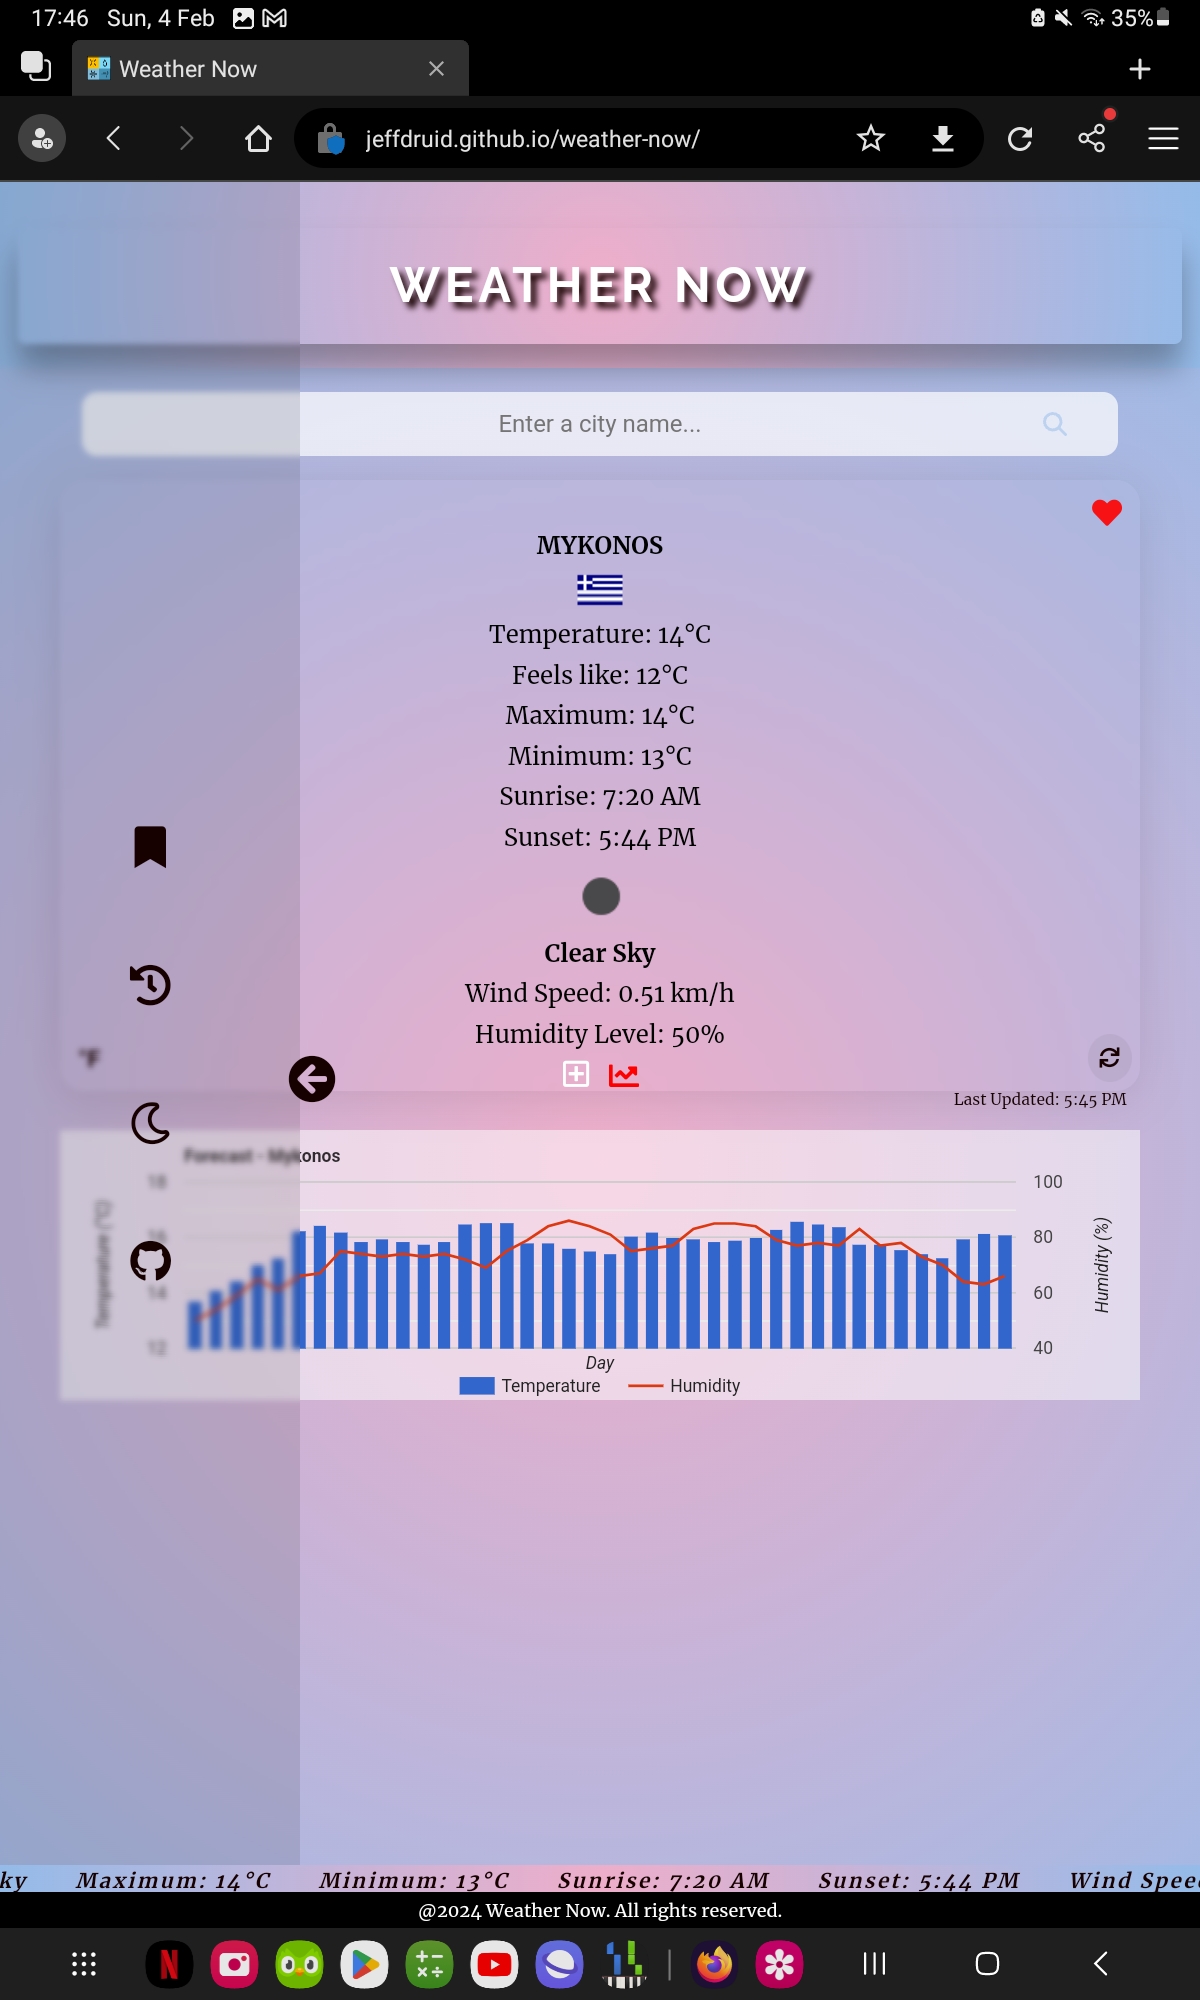 17:46 Sun, 4 Feb 35%
Weather Now
jeffdruid.github.io/weather-now/
WEATHER NOW
Enter a city name...
MYKONOS
Temperature: 14°C
Feels like: 12°C
Maximum: 14°C
Minimum: 13°C
Sunrise: 7:20 AM
Sunset: 5:44 PM
Clear Sky
Wind Speed: 0.51 km/h
Humidity Level: 50%
°F
Last Updated: 5:45 PM
Forecast - Mykonos
18 100
16 80
14 60
12 40
Temperature (°C)
Humidity (%)
Day
Temperature Humidity
ky Maximum: 14°C Minimum: 13°C Sunrise: 7:20 AM Sunset: 5:44 PM Wind Spee
@2024 Weather Now. All rights reserved.
N